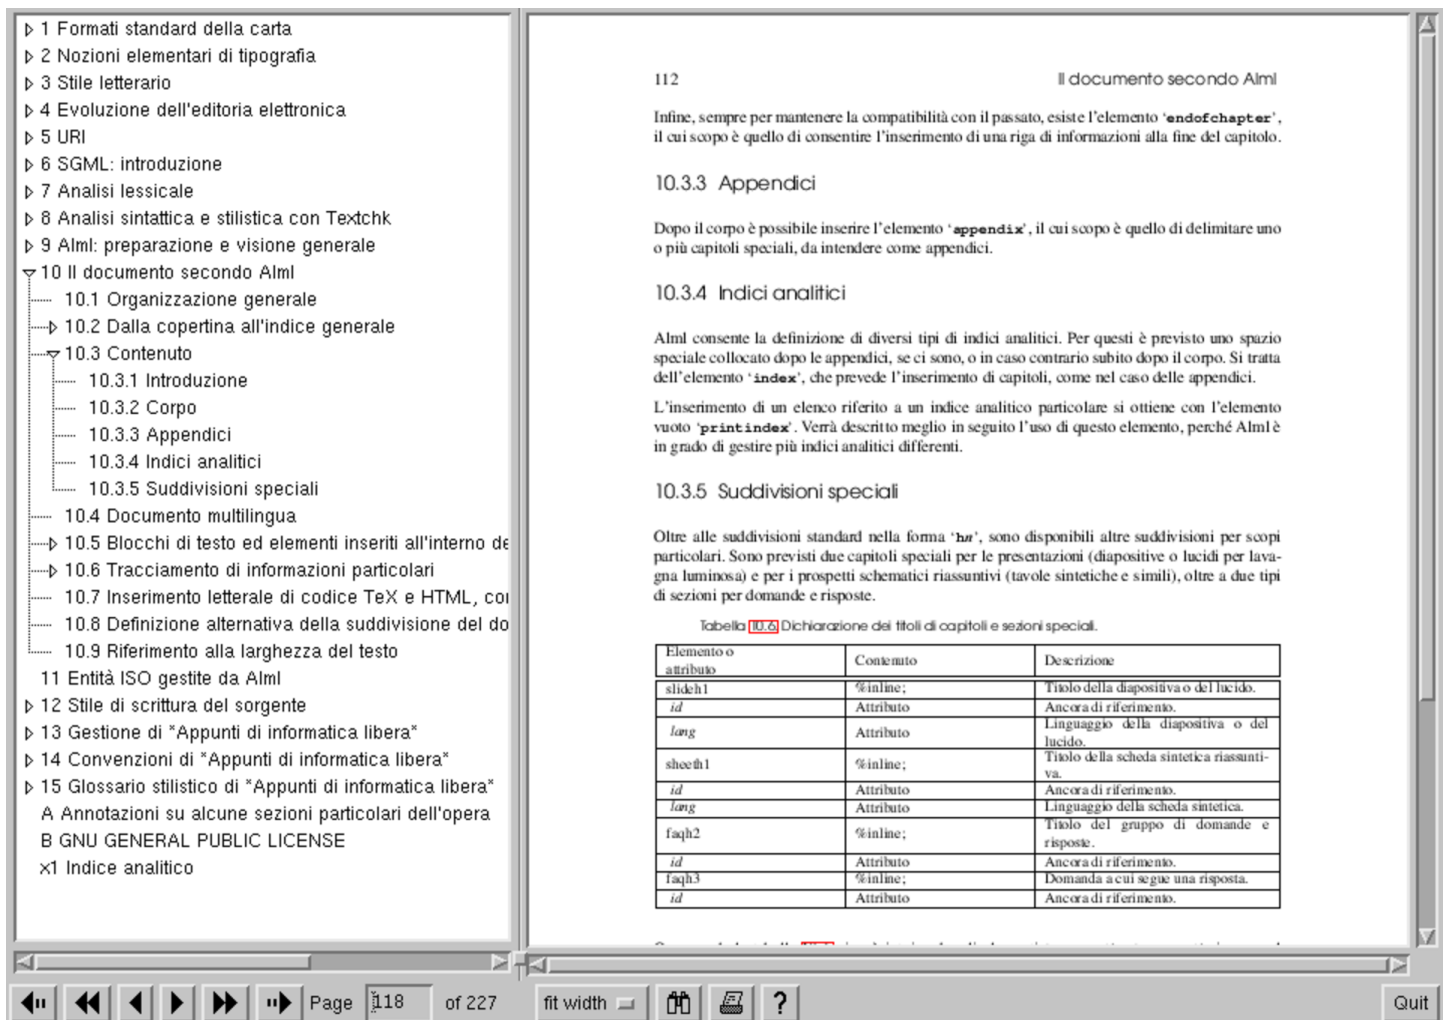 1 Formati standard della carta
2 Nozioni elementari di tipografia
3 Stile letterario
4 Evoluzione dell'editoria elettronica
5 URI
6 SGML: introduzione
7 Analisi lessicale
8 Analisi sintattica e stilistica con Textchk
9 Alml: preparazione e visione generale
10 Il documento secondo Alml
10.1 Organizzazione generale
10.2 Dalla copertina all'indice generale
10.3 Contenuto
10.3.1 Introduzione
10.3.2 Corpo
10.3.3 Appendici
10.3.4 Indici analitici
10.3.5 Suddivisioni speciali
10.4 Documento multilingua
10.5 Blocchi di testo ed elementi inseriti all'interno de
10.6 Tracciamento di informazioni particolari
10.7 Inserimento letterale di codice TeX e HTML, co
10.8 Definizione alternativa della suddivisione del do
10.9 Riferimento alla larghezza del testo
11 Entità ISO gestite da Alml
12 Stile di scrittura del sorgente
13 Gestione di "Appunti di informatica libera"
14 Convenzioni di "Appunti di informatica libera"
15 Glossario stilistico di "Appunti di informatica libera"
A Annotazioni su alcune sezioni particolari dell'opera
B GNU GENERAL PUBLIC LICENSE
x1 Indice analitico
112 Il documento secondo Alml
Infine, sempre per mantenere la compatibilità con il passato, esiste l'elemento 'endofchapter',
il cui scopo è quello di consentire l'inserimento di una riga di informazioni alla fine del capitolo.
10.3.3 Appendici
Dopo il corpo è possibile inserire l'elemento 'appendix', il cui scopo è quello di delimitare uno
o più capitoli speciali, da intendere come appendici.
10.3.4 Indici analitici
Alml consente la definizione di diversi tipi di indici analitici. Per questi è previsto uno spazio
speciale collocato dopo le appendici, se ci sono, o in caso contrario subito dopo il corpo. Si tratta
dell'elemento 'index', che prevede l'inserimento di capitoli, come nel caso delle appendici.
L'inserimento di un elenco riferito a un indice analitico particolare si ottiene con l'elemento
vuoto 'printindex'. Verrà descritto meglio in seguito l'uso di questo elemento, perché Alml è
in grado di gestire più indici analitici differenti.
10.3.5 Suddivisioni speciali
Oltre alle suddivisioni standard nella forma 'hn', sono disponibili altre suddivisioni per scopi
particolari. Sono previsti due capitoli speciali per le presentazioni (diapositive o lucidi per lava-
gna luminosa) e per i prospetti schematici riassuntivi (tavole sintetiche e simili), oltre a due tipi
di sezioni per domande e risposte.
Tabella 10.6. Dichiarazione dei titoli di capitoli e sezioni speciali.
Elemento o
attributo Contenuto Descrizione
slideh1 %inline; Titolo della diapositiva o del lucido.
id Attributo Ancora di riferimento.
lang Attributo Linguaggio della diapositiva o del
lucido.
sheeth1 %inline; Titolo della scheda sintetica riassunti-
va.
id Attributo Ancora di riferimento.
lang Attributo Linguaggio della scheda sintetica.
faqh2 %inline; Titolo del gruppo di domande e
risposte.
id Attributo Ancora di riferimento.
faqh3 %inline; Domanda a cui segue una risposta.
id Attributo Ancora di riferimento.
Page 118 of 227 fit width ? Quit